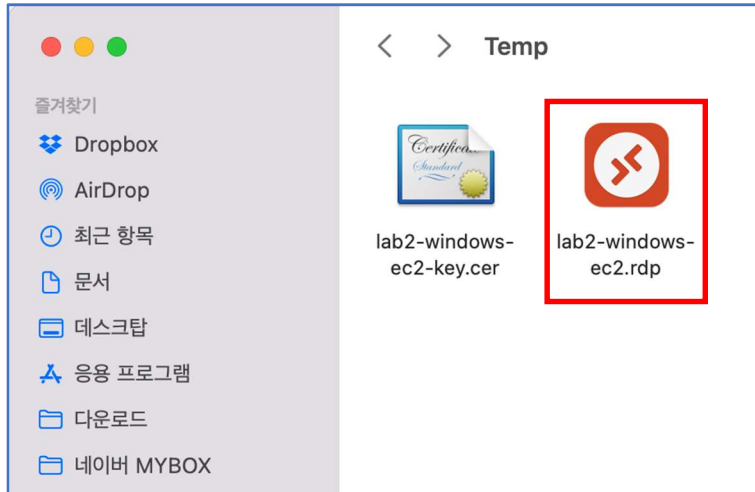 Temp
즐겨찾기
Dropbox
AirDrop
최근 항목
문서
데스크탑
응용 프로그램
다운로드
네이버 MYBOX
Certifica...
Standard
lab2-windows-
ec2-key.cer
lab2-windows-
ec2.rdp